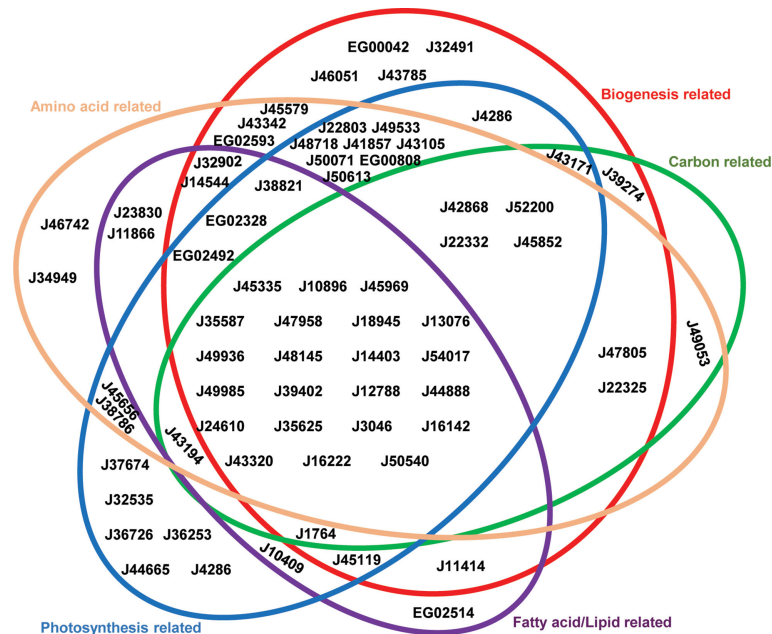 EG00042 J32491
J46051 J43785
Biogenesis related
Amino acid related
J45579
J43342
EG02593
J22803 J49533
J48718 J41857 J43105
J50071 EG00808
J50613
J4286
J32902
J14544
J38821
J43171
J39274
Carbon related
J46742
J23830
J11866
EG02328
J42868 J52200
J22332 J45852
EG02492
J34949
J45335 J10896 J45969
J35587 J47958 J18945 J13076
J49936 J48145 J14403 J54017
J49985 J39402 J12788 J44888
J24610 J35625 J3046 J16142
J43320 J16222 J50540
J49053
J47805
J22325
J45656
J38786
J43194
J37674
J32535
J36726 J36253
J44665 J4286
J1764
J10409
J45119
J11414
EG02514
Photosynthesis related
Fatty acid/Lipid related